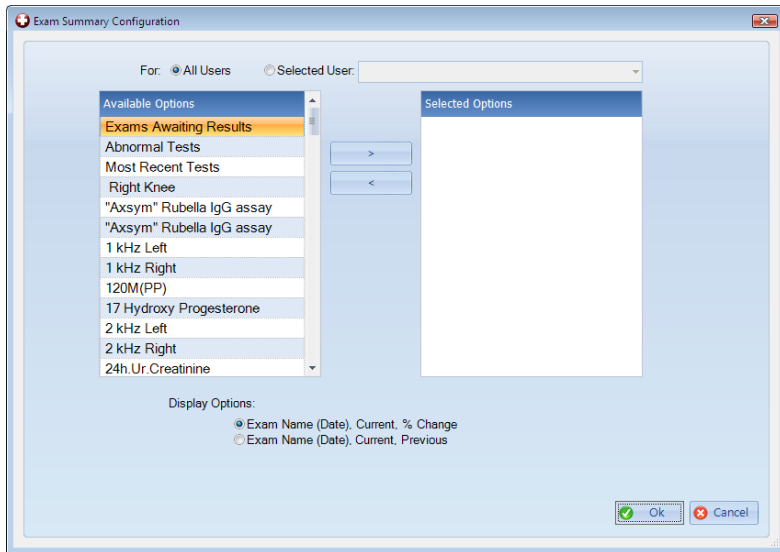 Exam Summary Configuration
For: All Users Selected User:
Available Options
Exams Awaiting Results
Abnormal Tests
Most Recent Tests
Right Knee
"Axsym" Rubella IgG assay
"Axsym" Rubella IgG assay
1 kHz Left
1 kHz Right
120M(PP)
17 Hydroxy Progesterone
2 kHz Left
2 kHz Right
24h.Ur.Creatinine
>
<
Selected Options
Display Options:
Exam Name (Date), Current, % Change
Exam Name (Date), Current, Previous
Ok Cancel